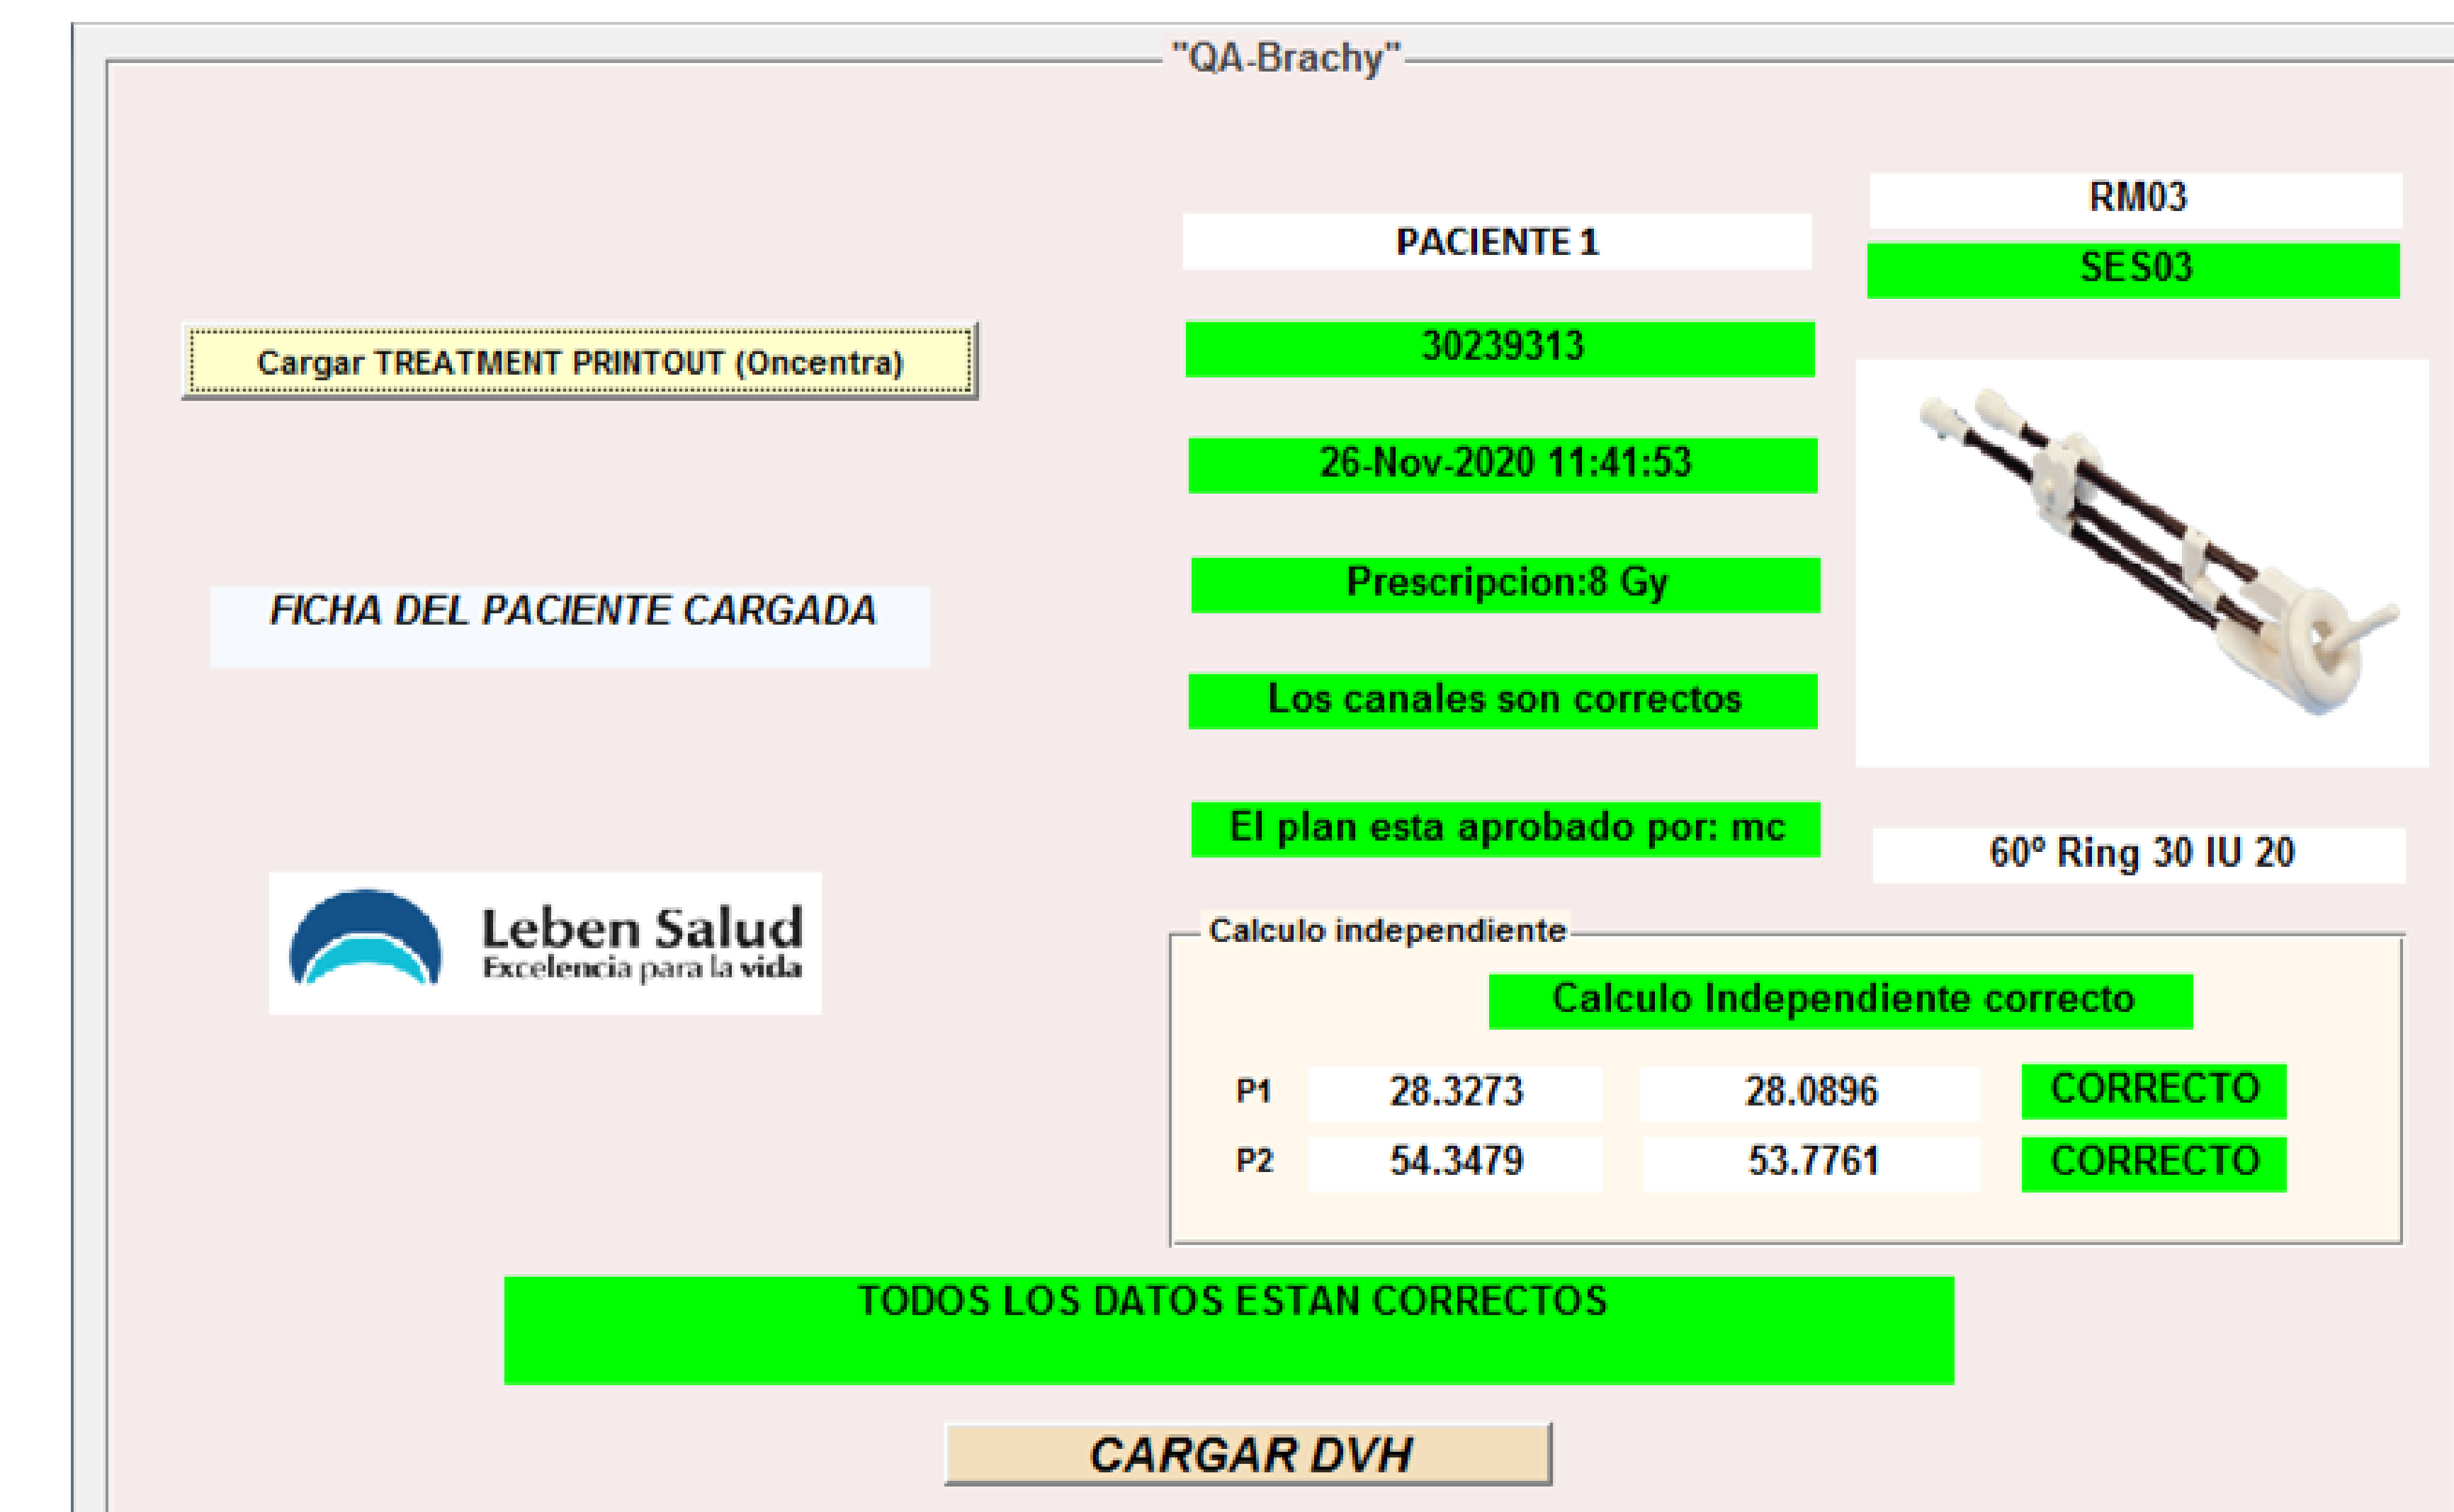 "QA-Brachy"
RM03
PACIENTE 1
SES03
30239313
Cargar TREATMENT PRINTOUT (Oncentra)
26-Nov-2020 11:41:53
Prescripcion:8 Gy
FICHA DEL PACIENTE CARGADA
Los canales son correctos
El plan esta aprobado por: mc
60º Ring 30 IU 20
Leben Salud
Excelencia para la vida
Calculo independiente
Calculo Independiente correcto
P1 28.3273 28.0896 CORRECTO
P2 54.3479 53.7761 CORRECTO
TODOS LOS DATOS ESTAN CORRECTOS
CARGAR DVH